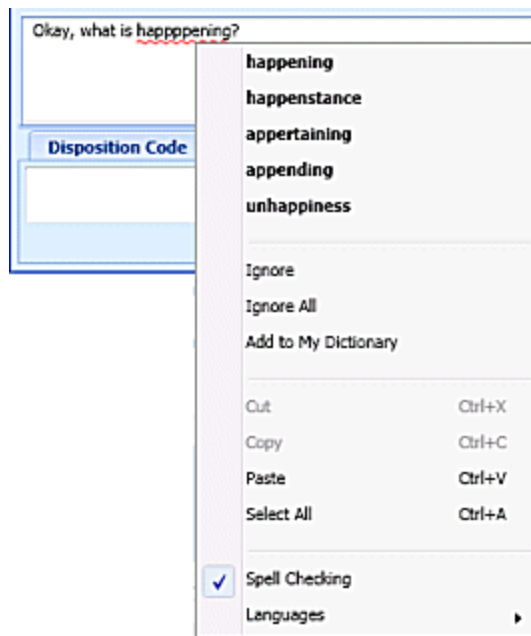 Okay, what is happppening?
happening
happenstance
appertaining
appending
unhappiness
Disposition Code
Ignore
Ignore All
Add to My Dictionary
Cut Ctrl+X
Copy Ctrl+C
Paste Ctrl+V
Select All Ctrl+A
Spell Checking
Languages